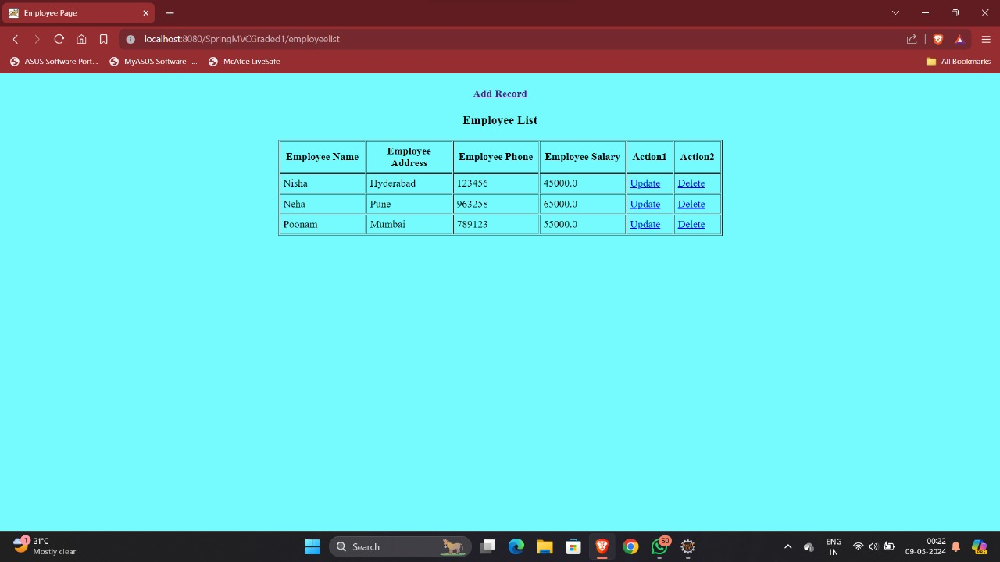 Employee Page
localhost:8080/SpringMVCGraded1/employeelist
ASUS Software Port... MyASUS Software -... McAfee LiveSafe All Bookmarks
Add Record
Employee List
Employee Name Employee Address Employee Phone Employee Salary Action1 Action2
Nisha Hyderabad 123456 45000.0 Update Delete
Neha Pune 963258 65000.0 Update Delete
Poonam Mumbai 789123 55000.0 Update Delete
1 31°C
Mostly clear
Search
50
ENG
IN
00:22
09-05-2024
PRE